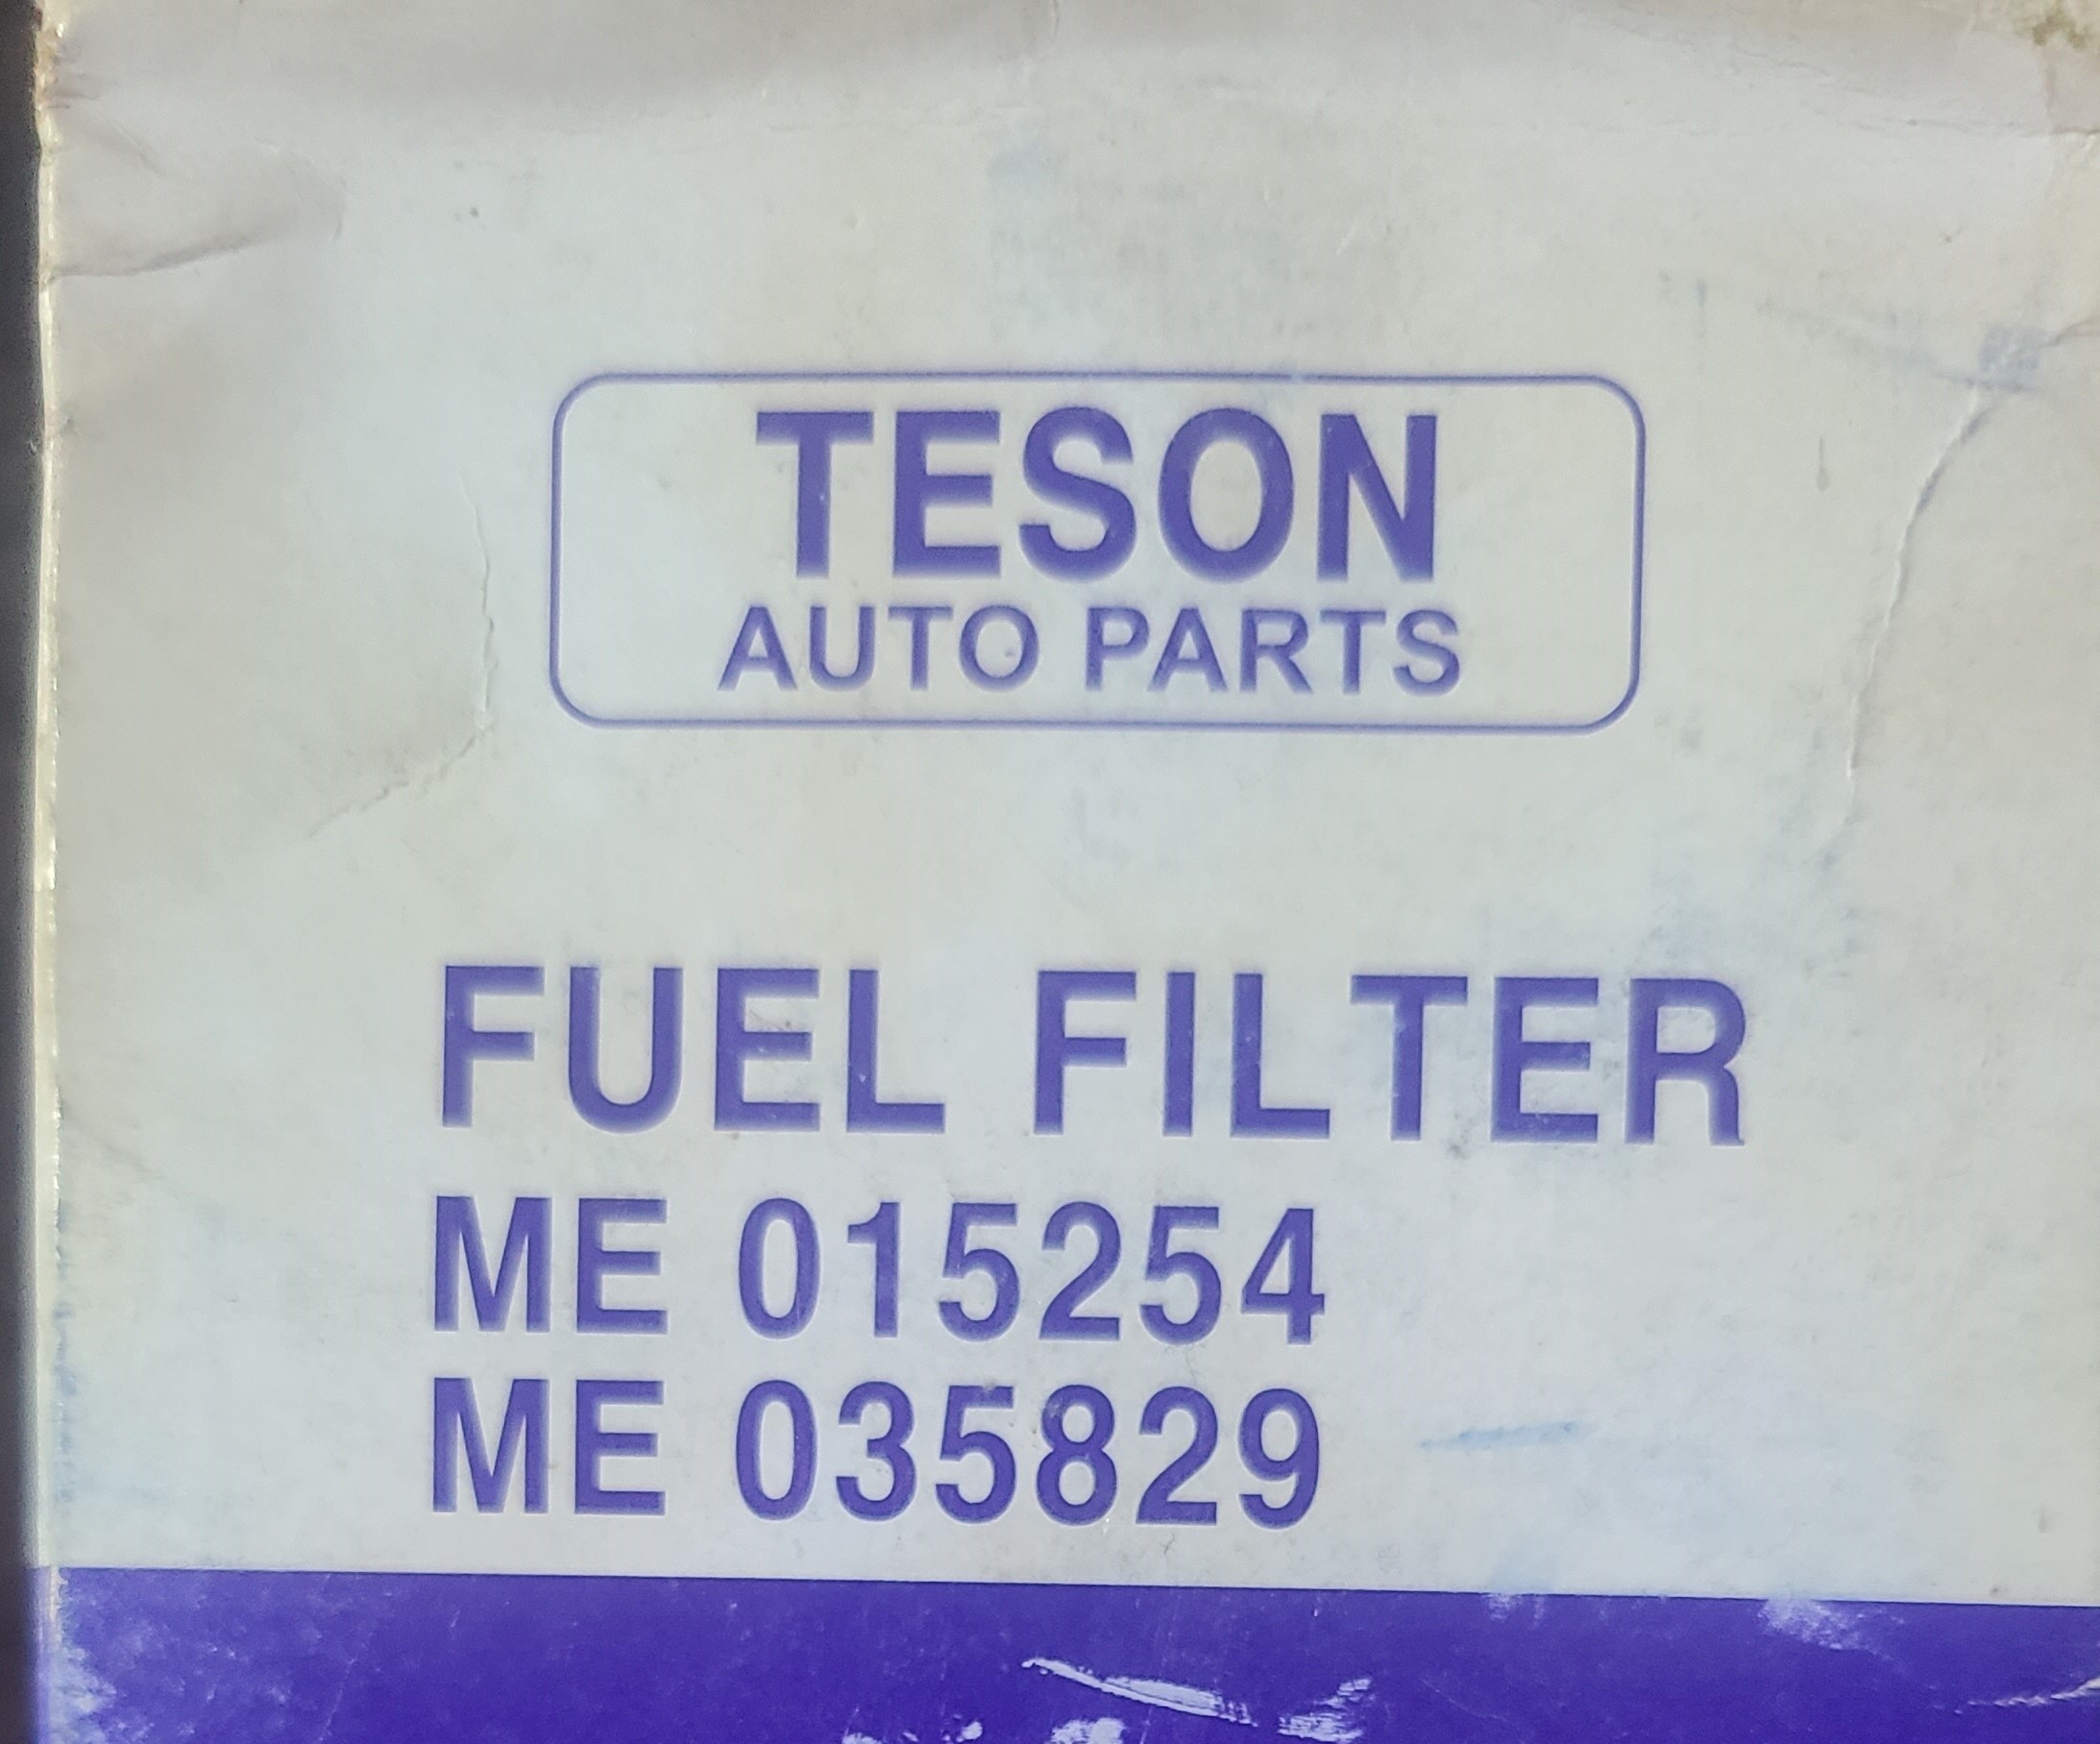 TESON
AUTO PARTS
FUEL FILTER
ME 015254
ME 035829